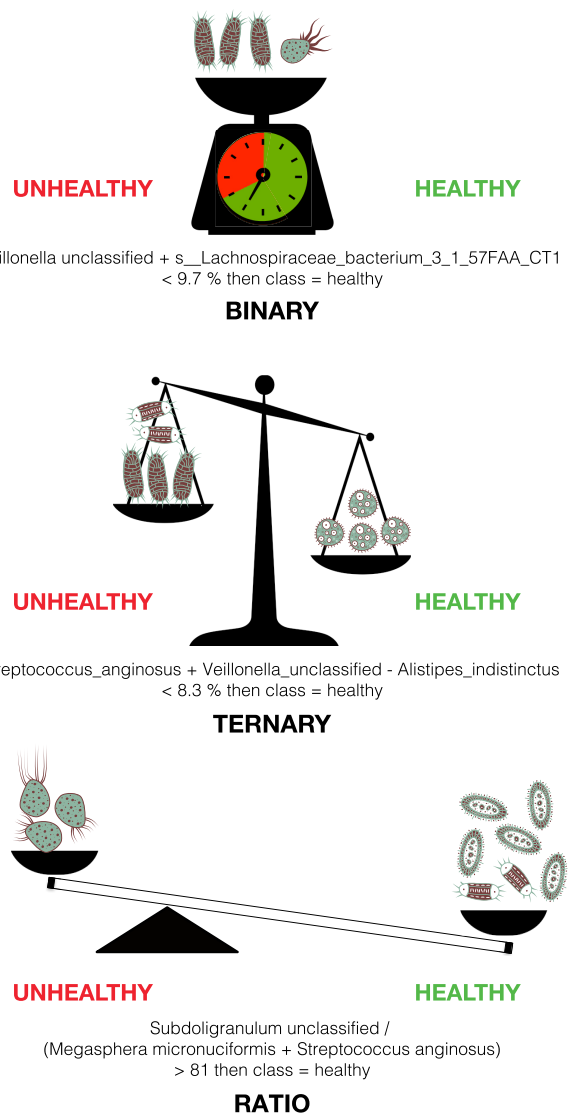 UNHEALTHY HEALTHY
illonella unclassified + s__Lachnospiraceae_bacterium_3_1_57FAA_CT1
< 9.7 % then class = healthy
BINARY
UNHEALTHY HEALTHY
reptococcus_anginosus + Veillonella_unclassified - Alistipes_indistinctus
< 8.3 % then class = healthy
TERNARY
UNHEALTHY HEALTHY
Subdoligranulum unclassified /
(Megasphera micronuciformis + Streptococcus anginosus)
> 81 then class = healthy
RATIO